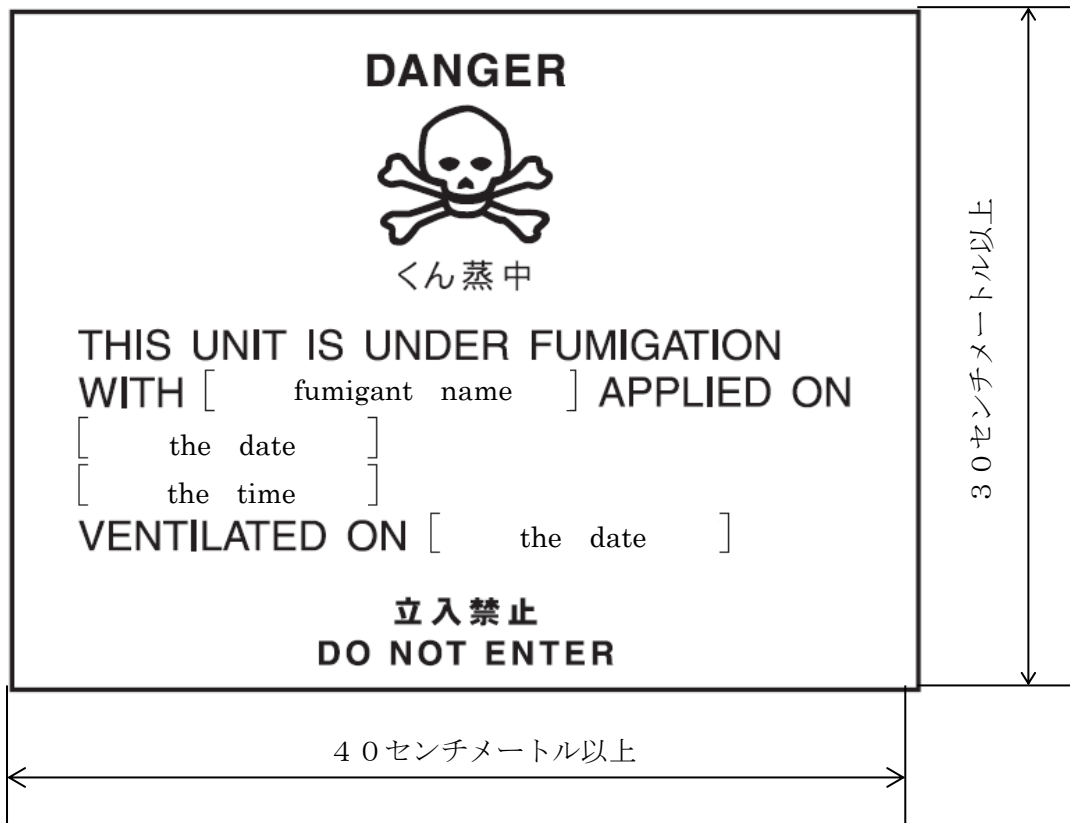 DANGER
くん蒸中
THIS UNIT IS UNDER FUMIGATION
WITH [ fumigant name ] APPLIED ON
[ the date ]
[ the time ]
VENTILATED ON [ the date ]
立入禁止
DO NOT ENTER
30センチメートル以上
40センチメートル以上